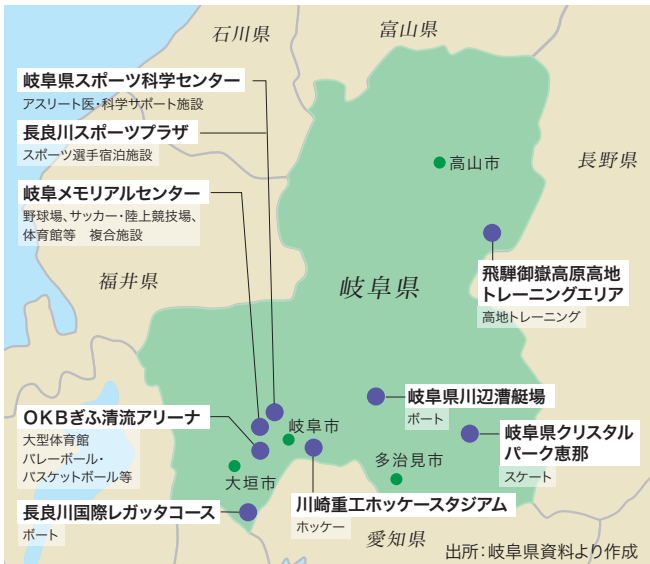 石川県
富山県
岐阜県スポーツ科学センター
アスリート医・科学サポート施設
長良川スポーツプラザ
スポーツ選手宿泊施設
高山市
長野県
岐阜メモリアルセンター
野球場、サッカー・陸上競技場、
体育館等 複合施設
福井県
岐阜県
飛騨御嶽高原高地
トレーニングエリア
高地トレーニング
岐阜県川辺漕艇場
ボート
OKBぎふ清流アリーナ
大型体育館
バレーボール・
バスケットボール等
岐阜市
岐阜県クリスタル
パーク恵那
スケート
多治見市
大垣市
川崎重工ホッケースタジアム
ホッケー
長良川国際レガッタコース
ボート
愛知県
出所：岐阜県資料より作成